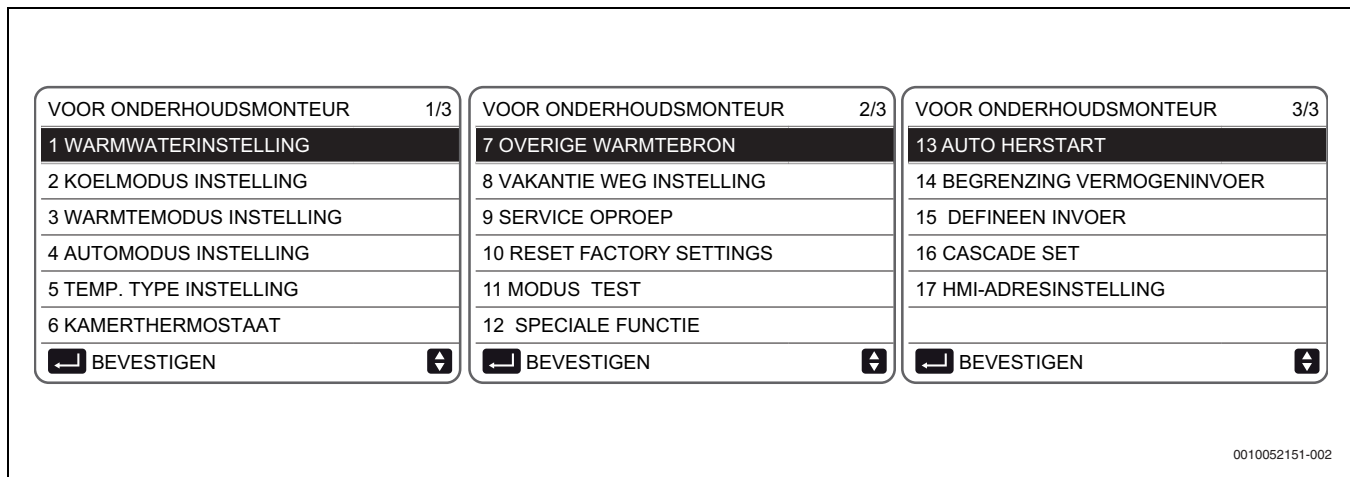 VOOR ONDERHOUDSMONTEUR 1/3
1 WARMWATERINSTELLING
2 KOELMODUS INSTELLING
3 WARMTEMODUS INSTELLING
4 AUTOMODUS INSTELLING
5 TEMP. TYPE INSTELLING
6 KAMERTHERMOSTAAT
BEVESTIGEN
VOOR ONDERHOUDSMONTEUR 2/3
7 OVERIGE WARMTEBRON
8 VAKANTIE WEG INSTELLING
9 SERVICE OPROEP
10 RESET FACTORY SETTINGS
11 MODUS TEST
12 SPECIALE FUNCTIE
BEVESTIGEN
VOOR ONDERHOUDSMONTEUR 3/3
13 AUTO HERSTART
14 BEGRENZING VERMOGENINVOER
15 DEFINEEN INVOER
16 CASCADE SET
17 HMI-ADRESINSTELLING
BEVESTIGEN
0010052151-002